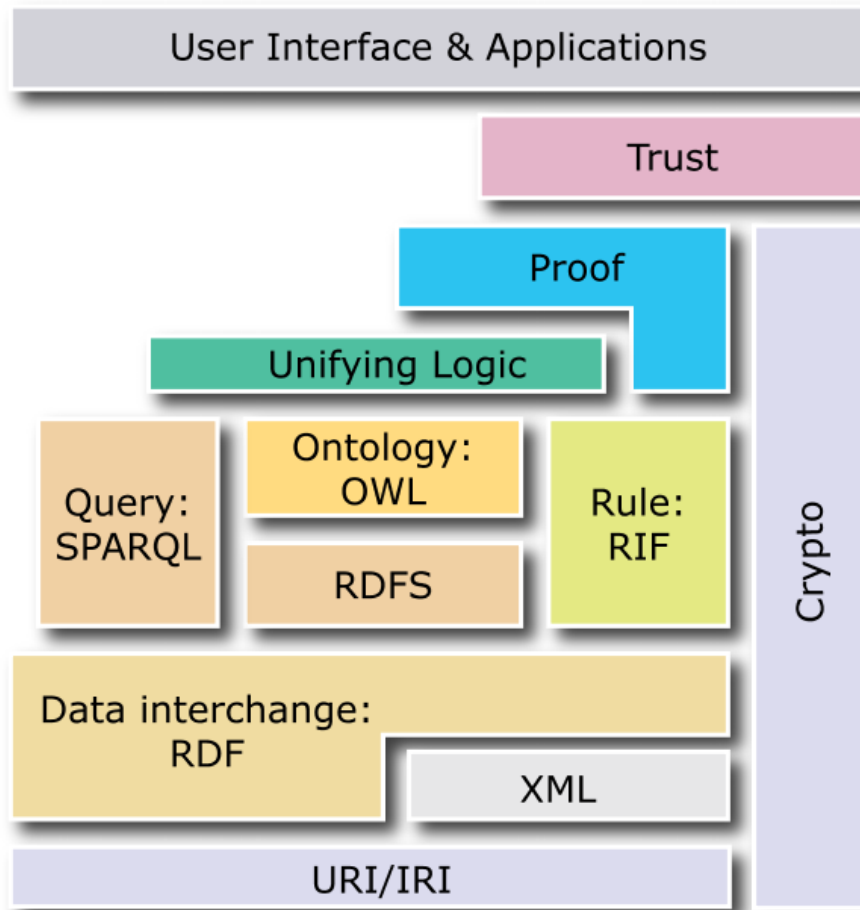 User Interface & Applications
Trust
Proof
Unifying Logic
Query:
SPARQL
Ontology:
OWL
RDFS
Rule:
RIF
Crypto
Data interchange:
RDF
XML
URI/IRI